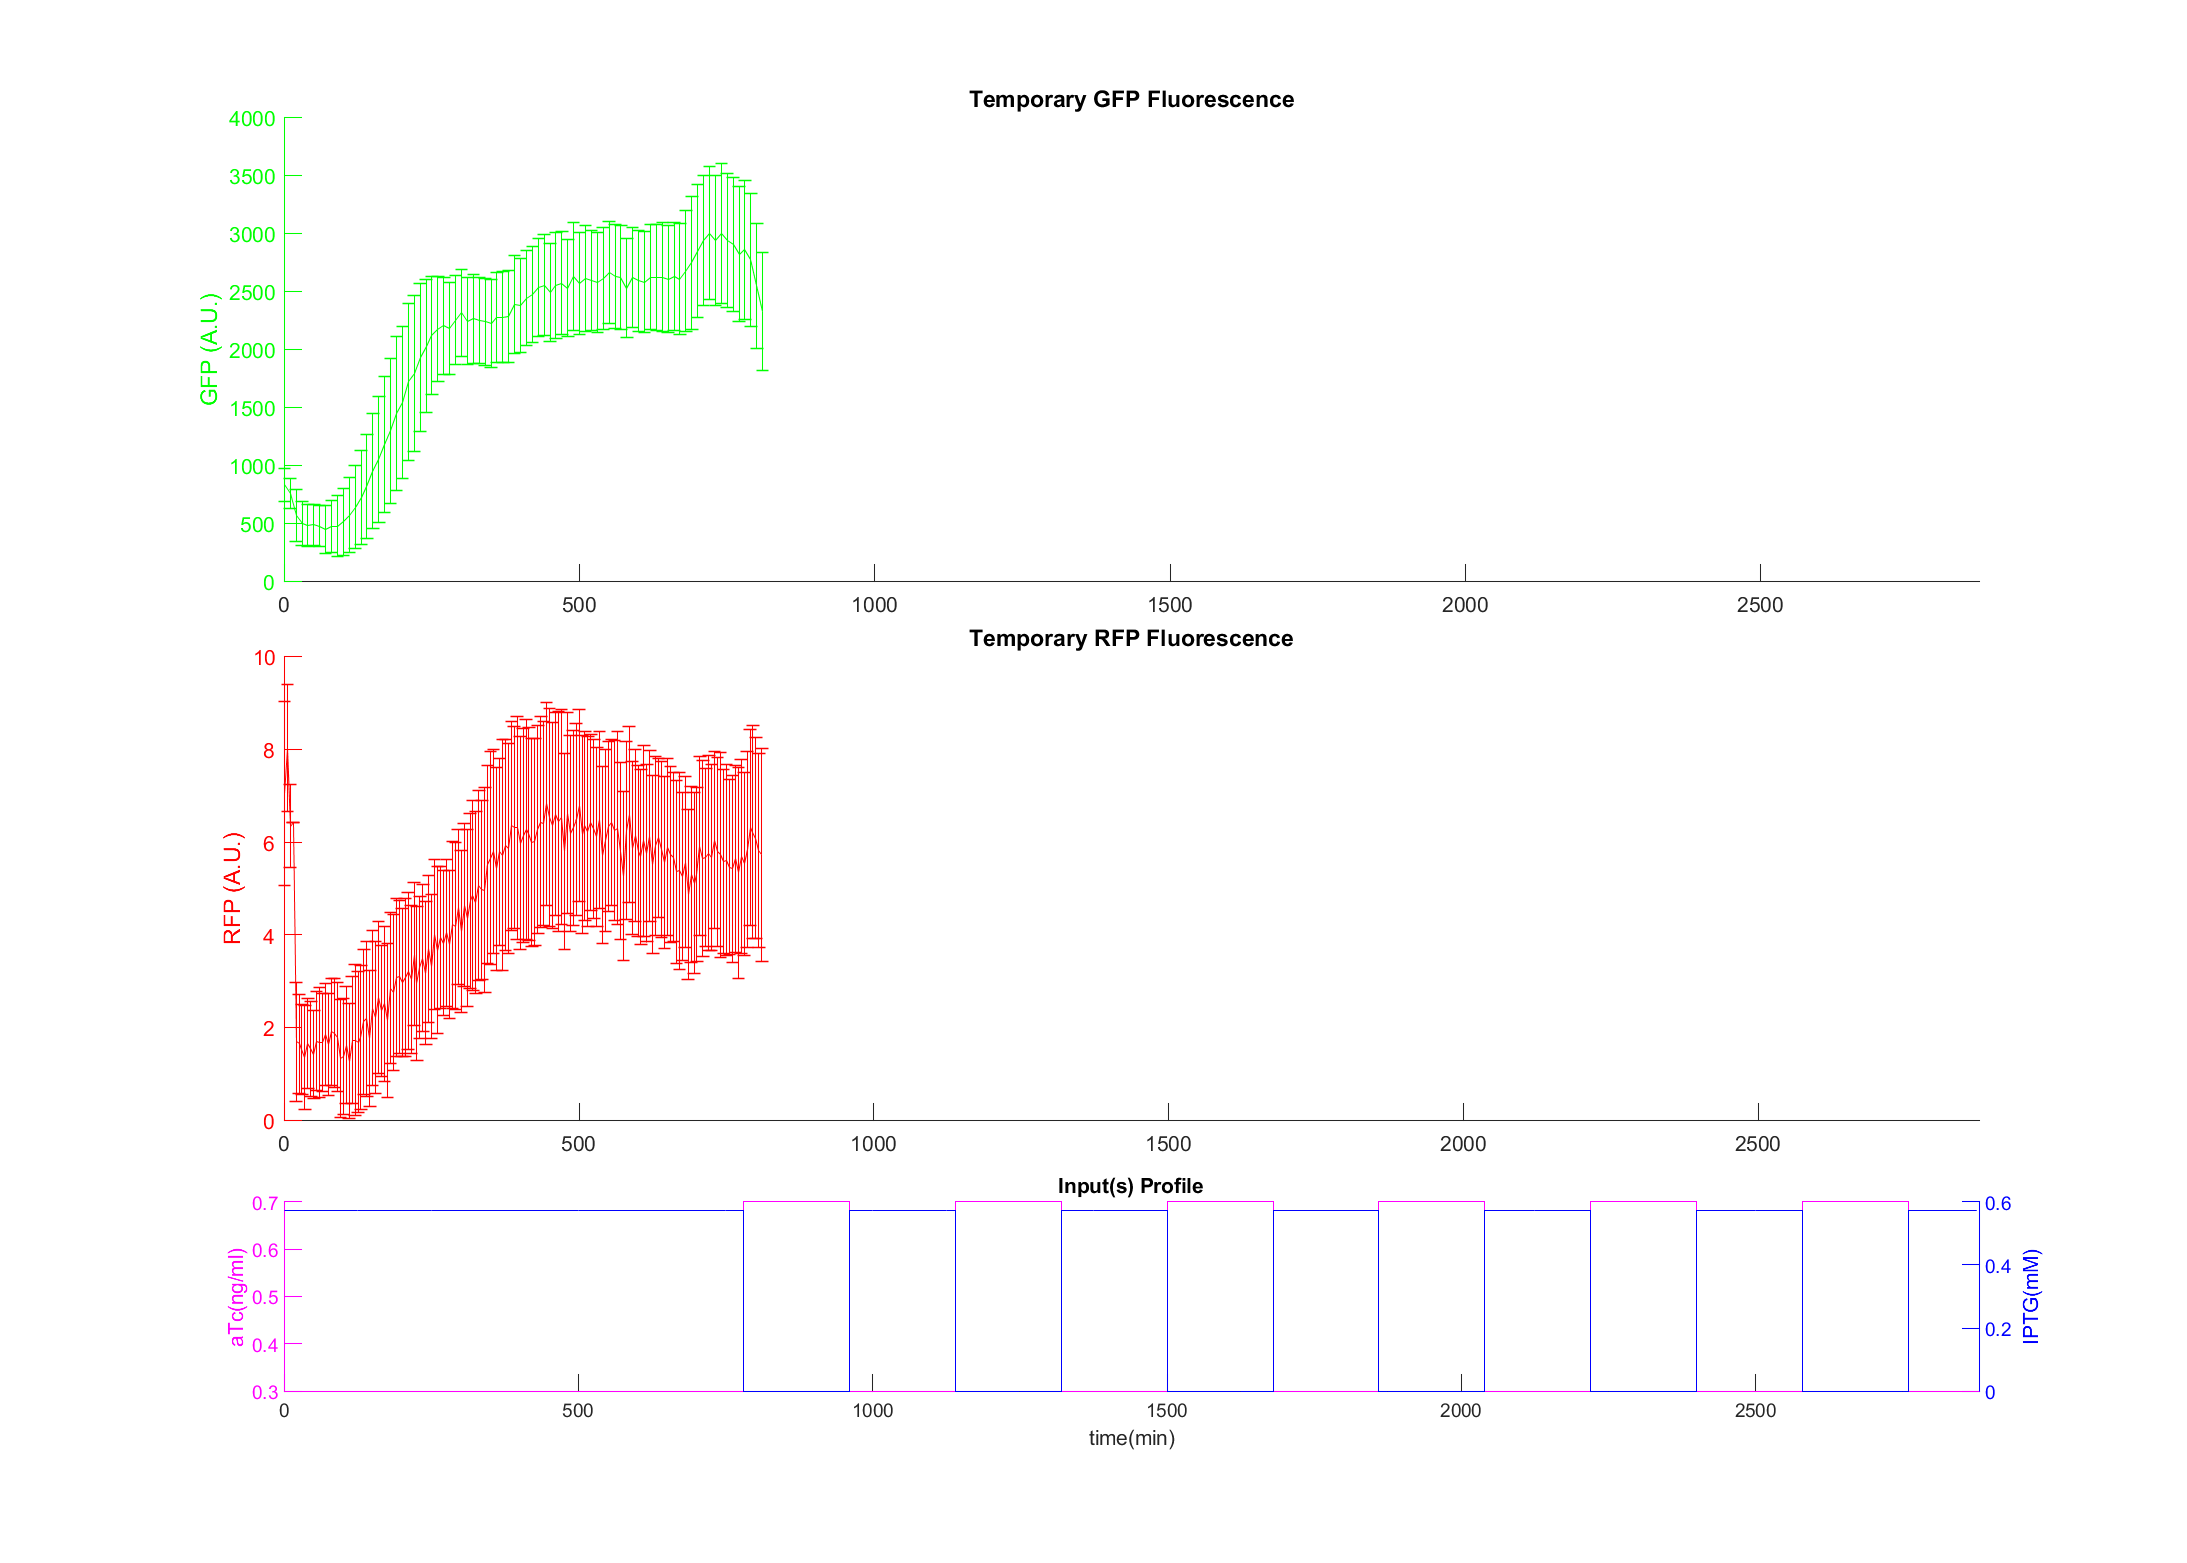 Temporary GFP Fluorescence
4000
3500
3000
2500
2000
1500
1000
500
0
GFP (A.U.)
0 500 1000 1500 2000 2500
Temporary RFP Fluorescence
10
8
6
4
2
0
RFP (A.U.)
0 500 1000 1500 2000 2500
Input(s) Profile
0.7
0.6
0.5
0.4
0.3
aTc(ng/ml)
0.6
0.4
0.2
0
IPTG(mM)
0 500 1000 1500 2000 2500
time(min)